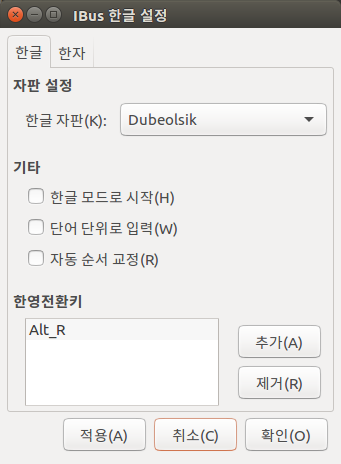 IBus 한글 설정
한글 한자
자판 설정
한글 자판(K): Dubeolsik
기타
한글 모드로 시작(H)
단어 단위로 입력(W)
자동 순서 교정(R)
한영전환키
Alt_R
추가(A)
제거(R)
적용(A) 취소(C) 확인(O)